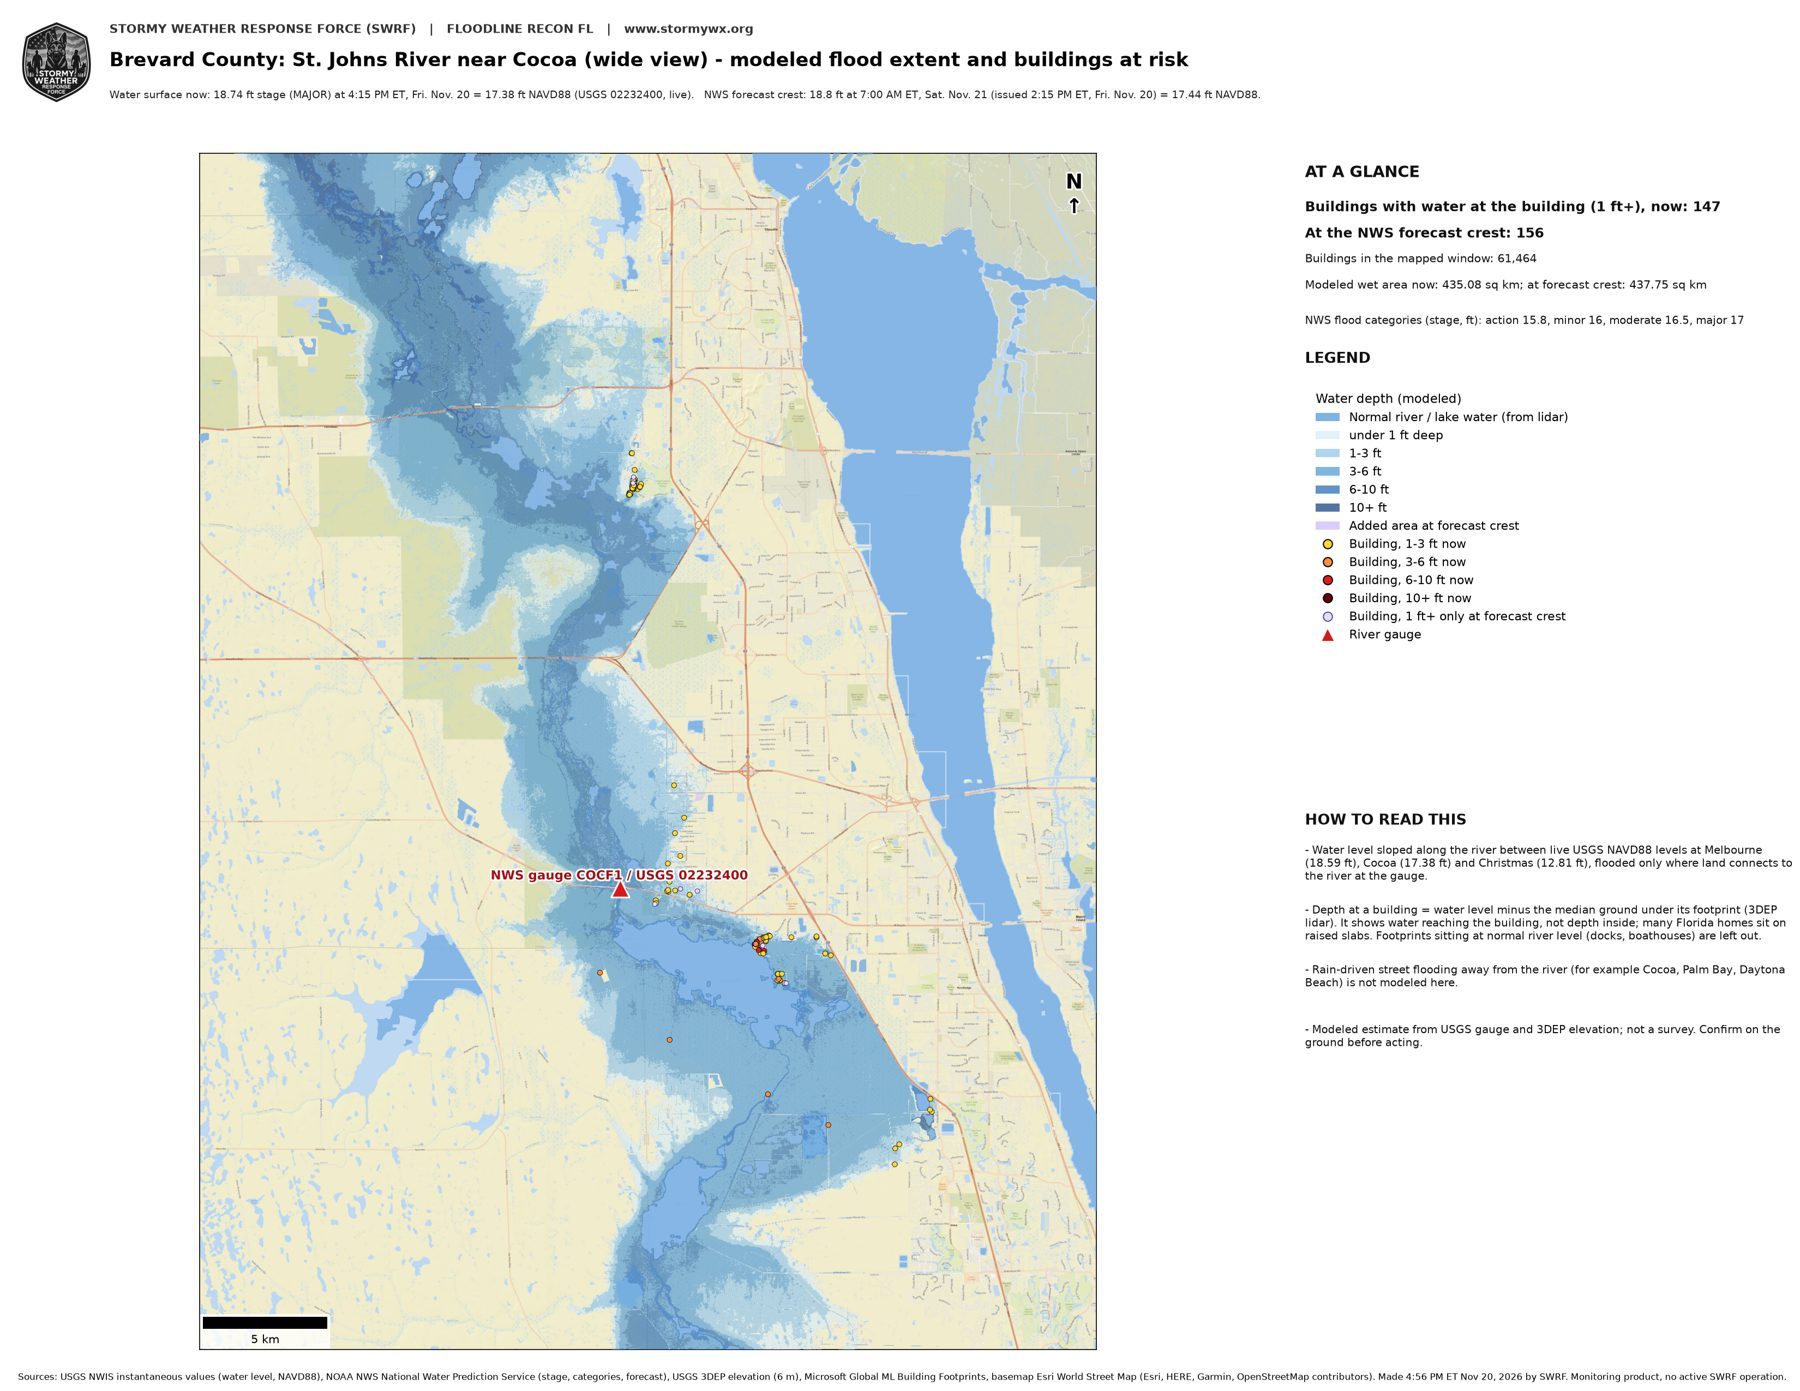 STORMY WEATHER RESPONSE FORCE (SWRF)   |   FLOODLINE RECON FL   |   www.stormywx.org
Brevard County: St. Johns River near Cocoa (wide view) - modeled flood extent and buildings at risk
Water surface now: 18.74 ft stage (MAJOR) at 4:15 PM ET, Fri. Nov. 20 = 17.38 ft NAVD88 (USGS 02232400, live).   NWS forecast crest: 18.8 ft at 7:00 AM ET, Sat. Nov. 21 (issued 2:15 PM ET, Fri. Nov. 20) = 17.44 ft NAVD88.
STORMY
WEATHER
RESPONSE
FORCE
N
NWS gauge COCF1 / USGS 02232400
5 km
AT A GLANCE
Buildings with water at the building (1 ft+), now: 147
At the NWS forecast crest: 156
Buildings in the mapped window: 61,464
Modeled wet area now: 435.08 sq km; at forecast crest: 437.75 sq km
NWS flood categories (stage, ft): action 15.8, minor 16, moderate 16.5, major 17
LEGEND
Water depth (modeled)
Normal river / lake water (from lidar)
under 1 ft deep
1-3 ft
3-6 ft
6-10 ft
10+ ft
Added area at forecast crest
Building, 1-3 ft now
Building, 3-6 ft now
Building, 6-10 ft now
Building, 10+ ft now
Building, 1 ft+ only at forecast crest
River gauge
HOW TO READ THIS
- Water level sloped along the river between live USGS NAVD88 levels at Melbourne
(18.59 ft), Cocoa (17.38 ft) and Christmas (12.81 ft), flooded only where land connects to
the river at the gauge.
- Depth at a building = water level minus the median ground under its footprint (3DEP
lidar). It shows water reaching the building, not depth inside; many Florida homes sit on
raised slabs. Footprints sitting at normal river level (docks, boathouses) are left out.
- Rain-driven street flooding away from the river (for example Cocoa, Palm Bay, Daytona
Beach) is not modeled here.
- Modeled estimate from USGS gauge and 3DEP elevation; not a survey. Confirm on the
ground before acting.
Sources: USGS NWIS instantaneous values (water level, NAVD88), NOAA NWS National Water Prediction Service (stage, categories, forecast), USGS 3DEP elevation (6 m), Microsoft Global ML Building Footprints, basemap Esri World Street Map (Esri, HERE, Garmin, OpenStreetMap contributors). Made 4:56 PM ET Nov 20, 2026 by SWRF. Monitoring product, no active SWRF operation.